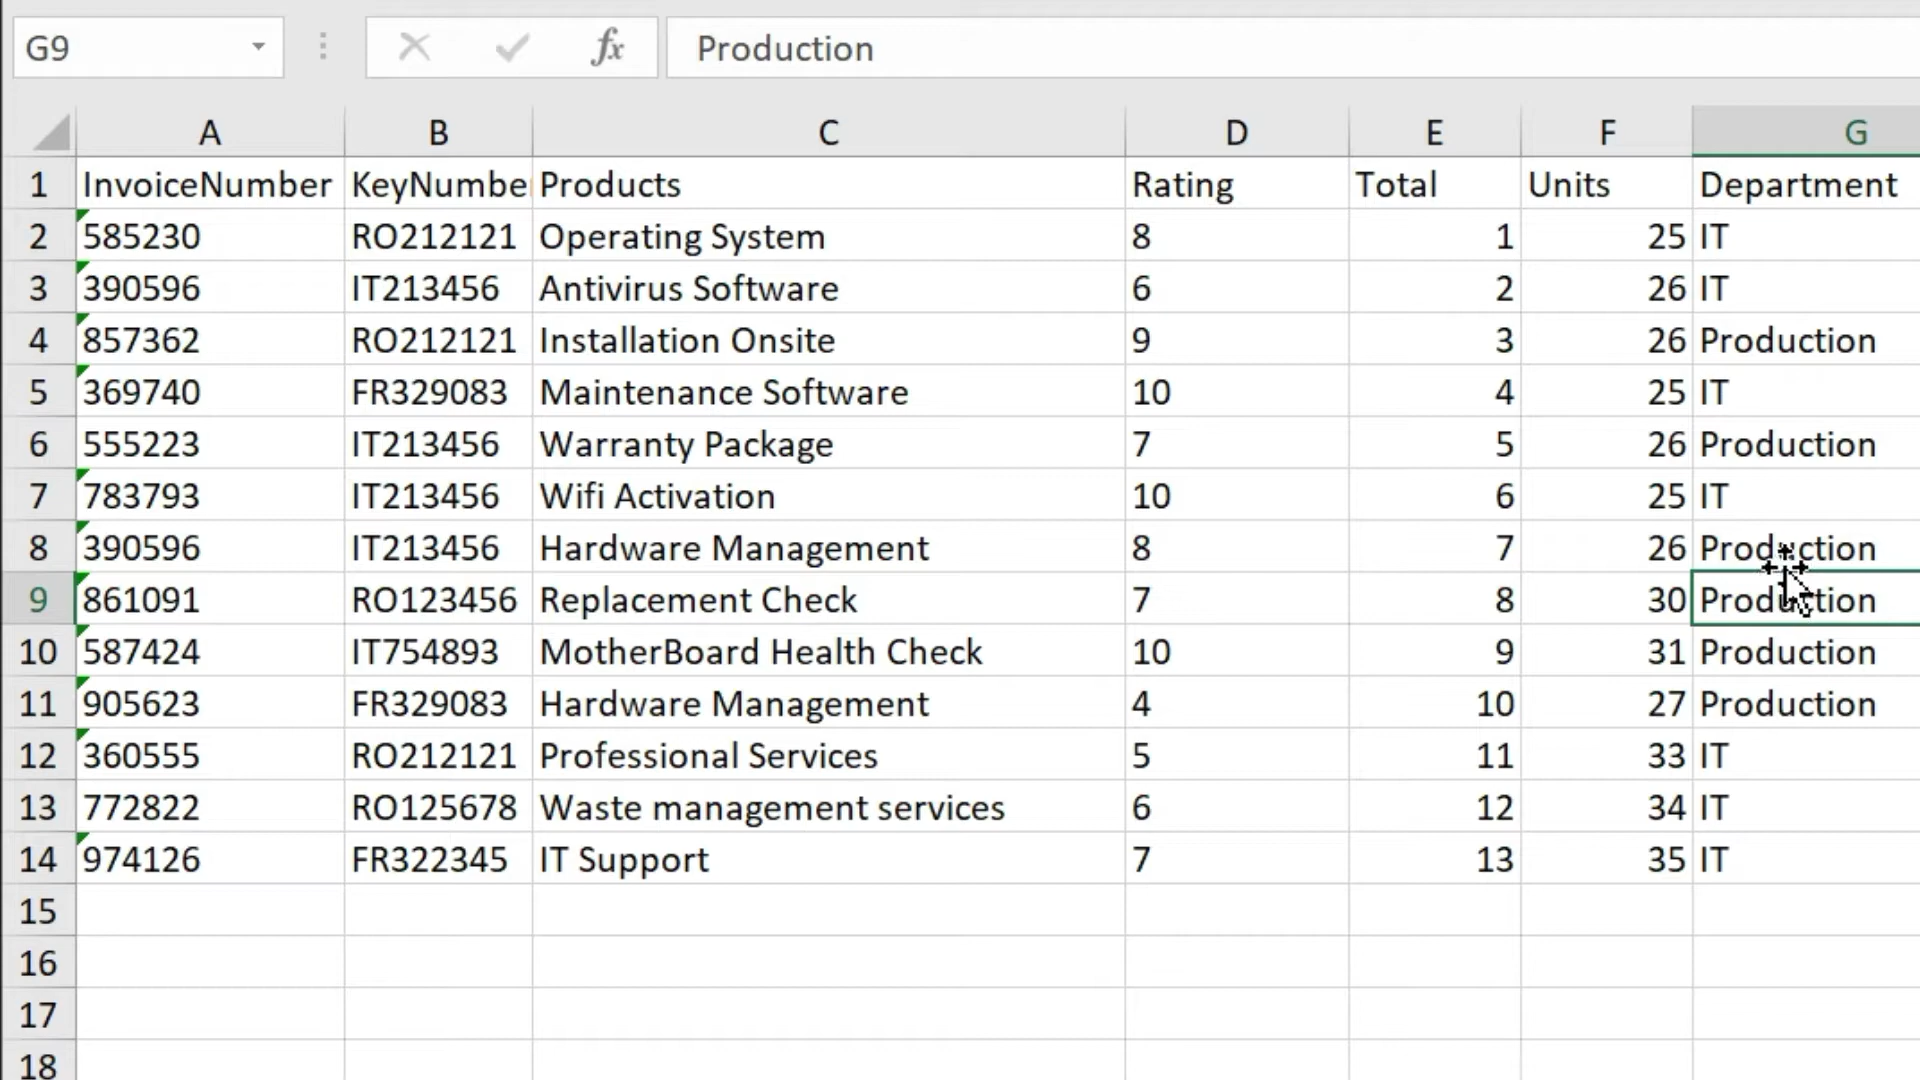 G9 fx Production
A B C D E F G
1 InvoiceNumber KeyNumber Products Rating Total Units Department
2 585230 RO212121 Operating System 8 1 25 IT
3 390596 IT213456 Antivirus Software 6 2 26 IT
4 857362 RO212121 Installation Onsite 9 3 26 Production
5 369740 FR329083 Maintenance Software 10 4 25 IT
6 555223 IT213456 Warranty Package 7 5 26 Production
7 783793 IT213456 Wifi Activation 10 6 25 IT
8 390596 IT213456 Hardware Management 8 7 26 Production
9 861091 RO123456 Replacement Check 7 8 30 Production
10 587424 IT754893 MotherBoard Health Check 10 9 31 Production
11 905623 FR329083 Hardware Management 4 10 27 Production
12 360555 RO212121 Professional Services 5 11 33 IT
13 772822 RO125678 Waste management services 6 12 34 IT
14 974126 FR322345 IT Support 7 13 35 IT
15
16
17
18